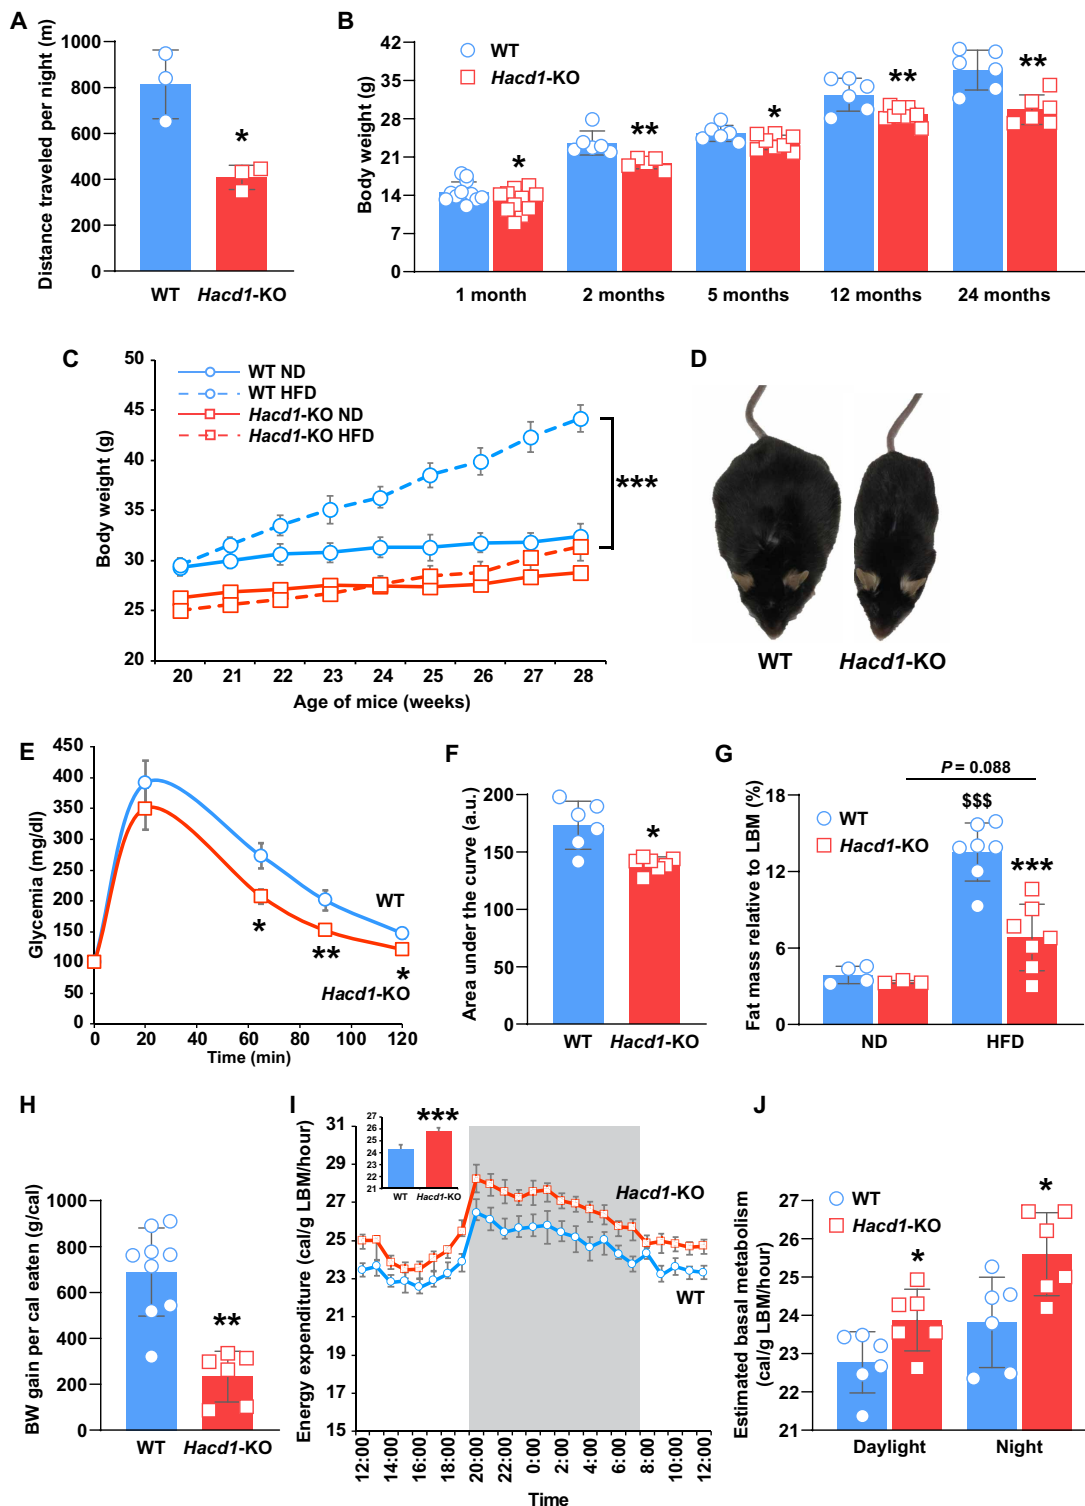 A
Distance traveled per night (m)
1000
800
600
400
200
0
*
WT
Hacd1-KO
B
Body weight (g)
42
35
28
21
14
7
0
WT
Hacd1-KO
*
**
*
**
**
1 month
2 months
5 months
12 months
24 months
C
Body weight (g)
50
45
40
35
30
25
20
WT ND
WT HFD
Hacd1-KO ND
Hacd1-KO HFD
***
20 21 22 23 24 25 26 27 28
Age of mice (weeks)
D
WT
Hacd1-KO
E
Glycemia (mg/dl)
450
400
350
300
250
200
150
100
50
0
WT
*
**
*
Hacd1-KO
0 20 40 60 80 100 120
Time (min)
F
Area under the curve (a.u.)
200
150
100
50
0
*
WT
Hacd1-KO
G
Fat mass relative to LBM (%)
18
12
6
0
P = 0.088
WT
Hacd1-KO
$$$
***
ND
HFD
H
BW gain per cal eaten (g/cal)
1000
800
600
400
200
0
**
WT
Hacd1-KO
I
Energy expenditure (cal/g LBM/hour)
31
29
27
25
23
21
19
17
15
27
26
25
24
23
22
21
***
WT
Hacd1-KO
Hacd1-KO
WT
12:00 14:00 16:00 18:00 20:00 22:00 0:00 2:00 4:00 6:00 8:00 10:00 12:00
Time
J
Estimated basal metabolism
(cal/g LBM/hour)
27
26
25
24
23
22
21
WT
Hacd1-KO
*
*
Daylight
Night